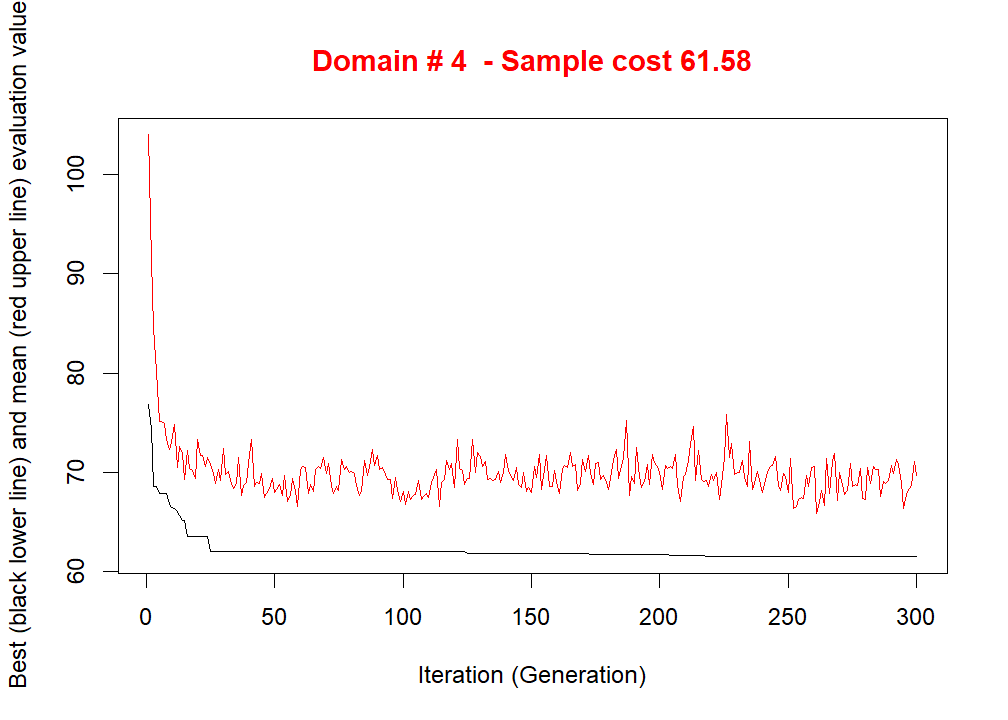 Domain # 4  - Sample cost 61.58
Best (black lower line) and mean (red upper line) evaluation value
100
90
80
70
60
0 50 100 150 200 250 300
Iteration (Generation)